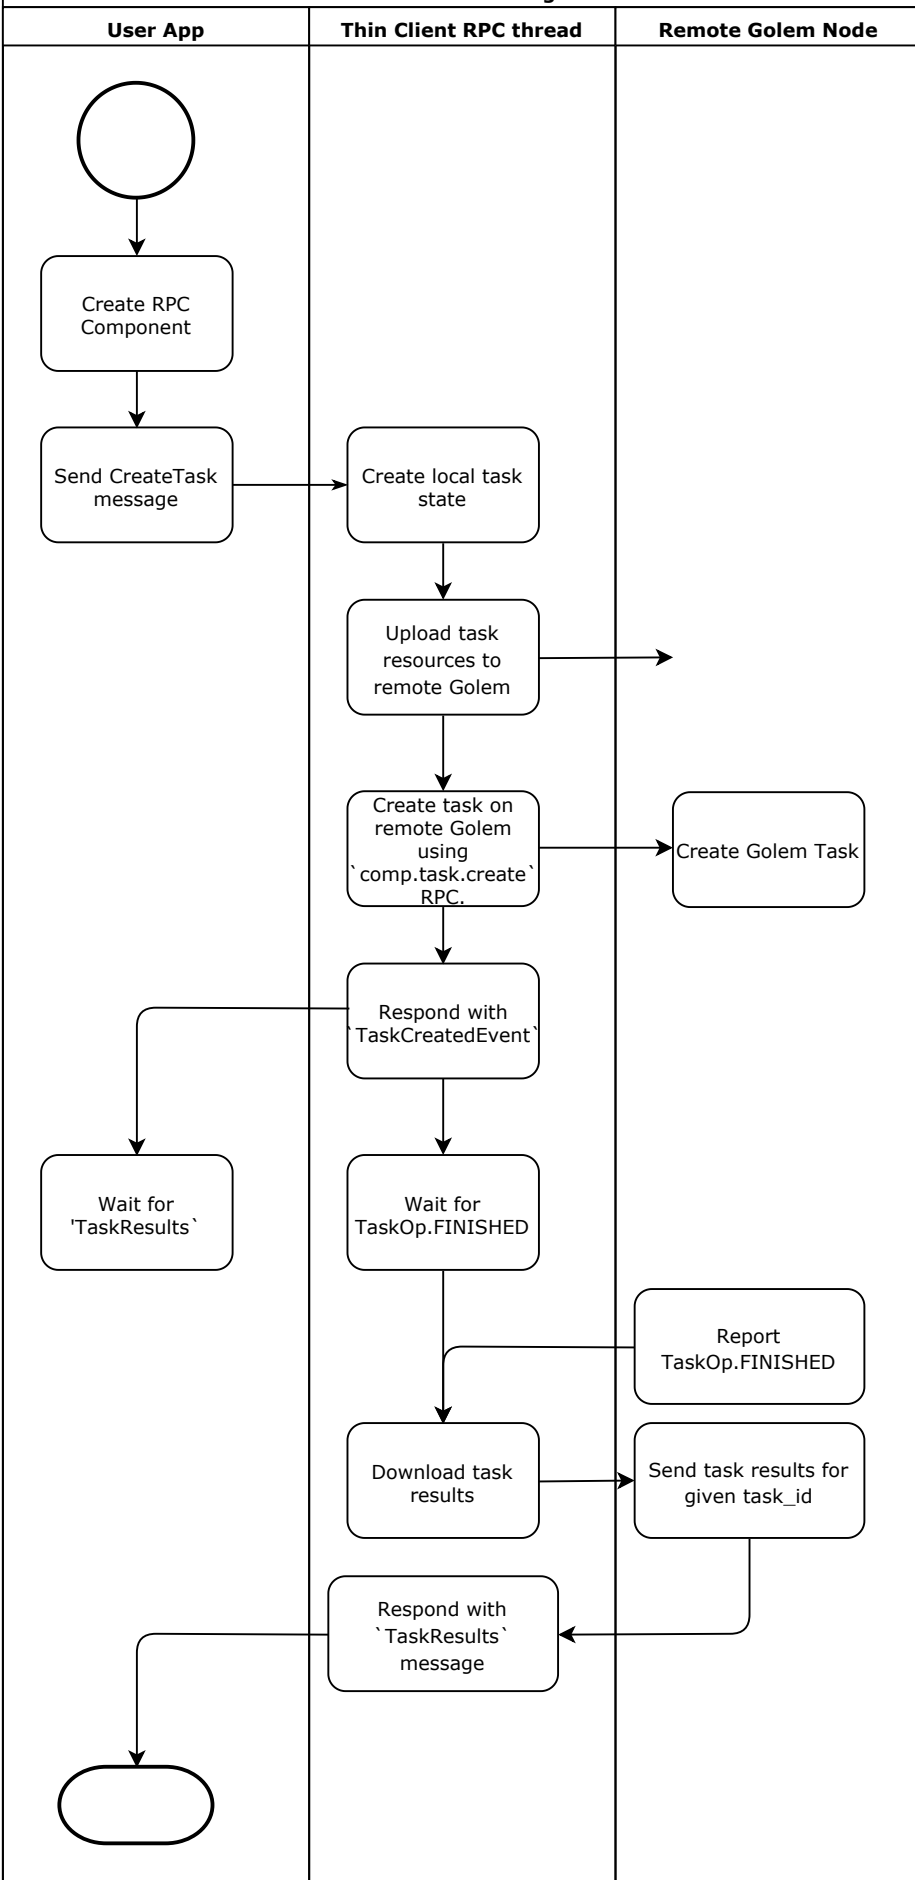 User App
Thin Client RPC thread
Remote Golem Node
Create RPC
Component
Send CreateTask
message
Create local task
state
Upload task
resources to
remote Golem
Create task on
remote Golem
using
`comp.task.create`
RPC.
Create Golem Task
Respond with
`TaskCreatedEvent`
Wait for
'TaskResults`
Wait for
TaskOp.FINISHED
Report
TaskOp.FINISHED
Download task
results
Send task results for
given task_id
Respond with
`TaskResults`
message